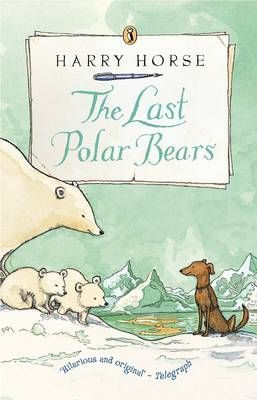 HARRY HORSE
The Last
Polar Bears
'Hilarious and original' – Telegraph